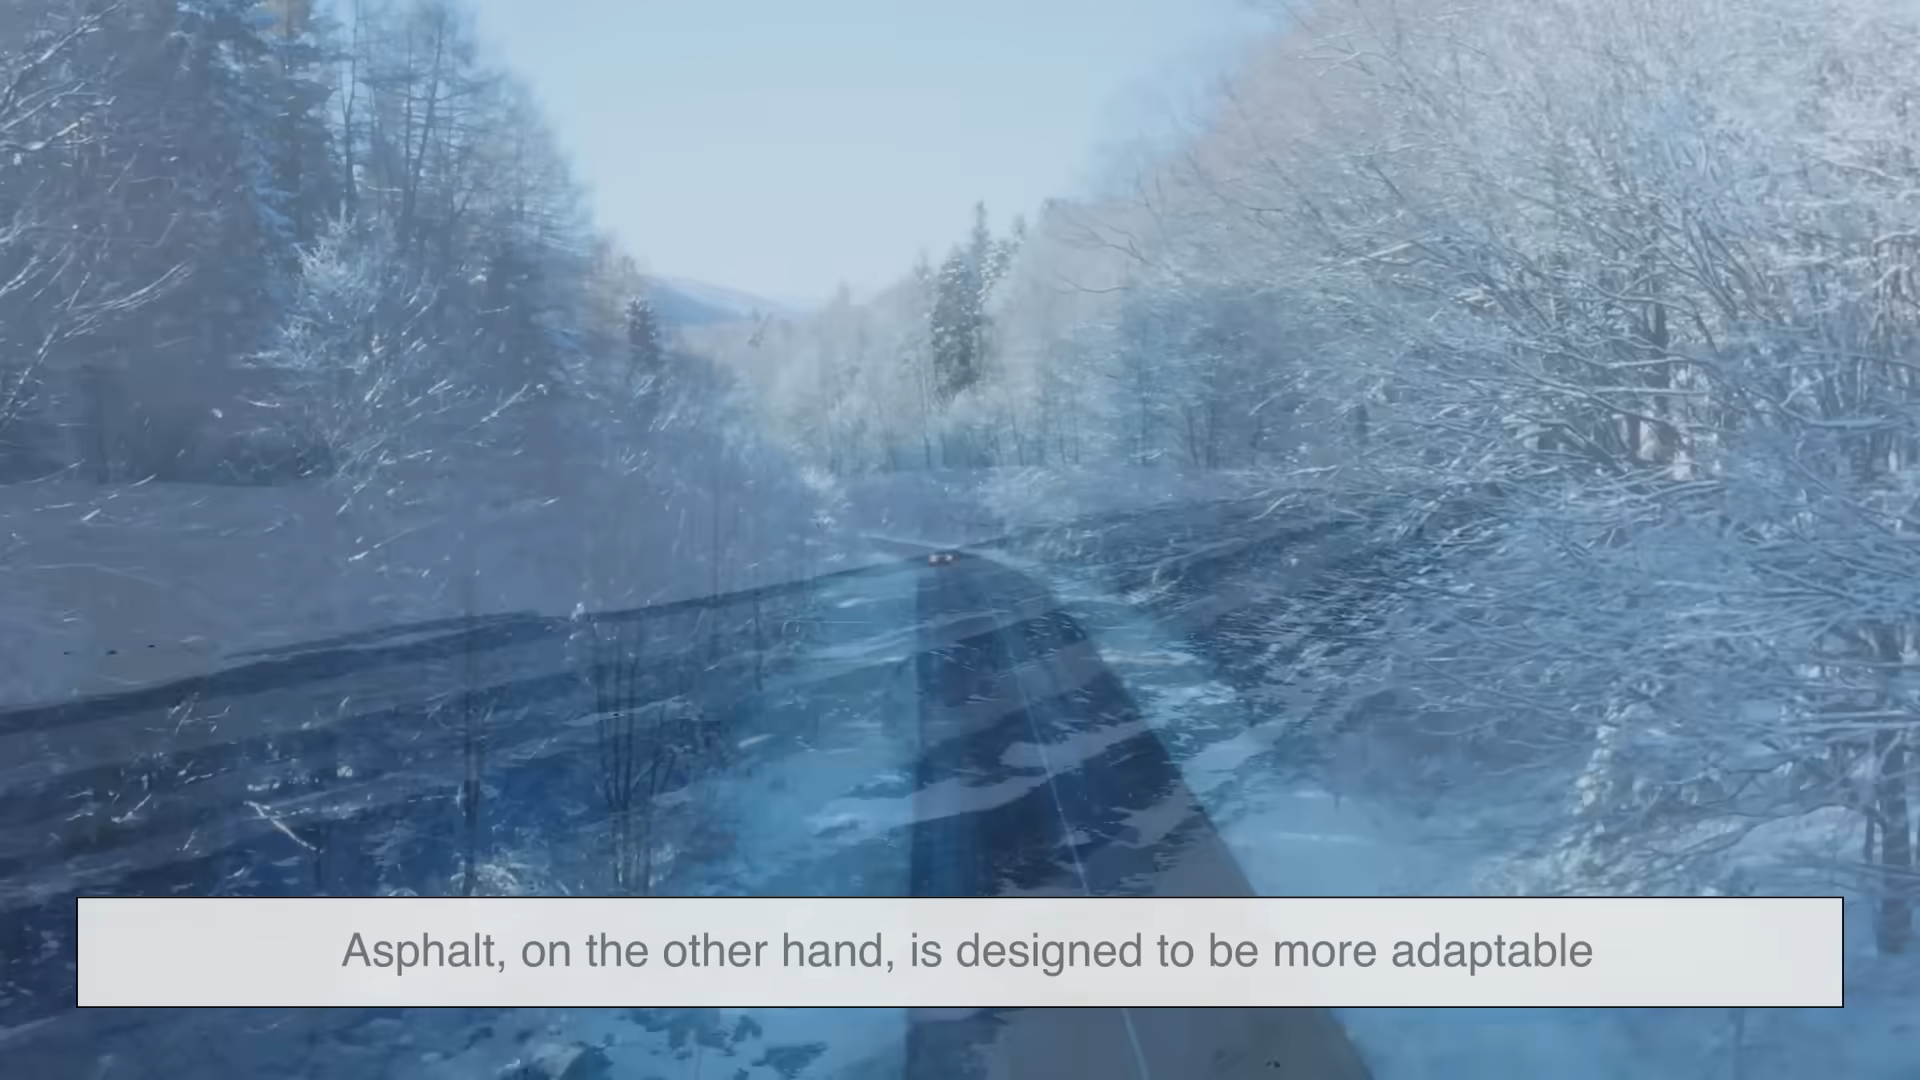 Asphalt, on the other hand, is designed to be more adaptable